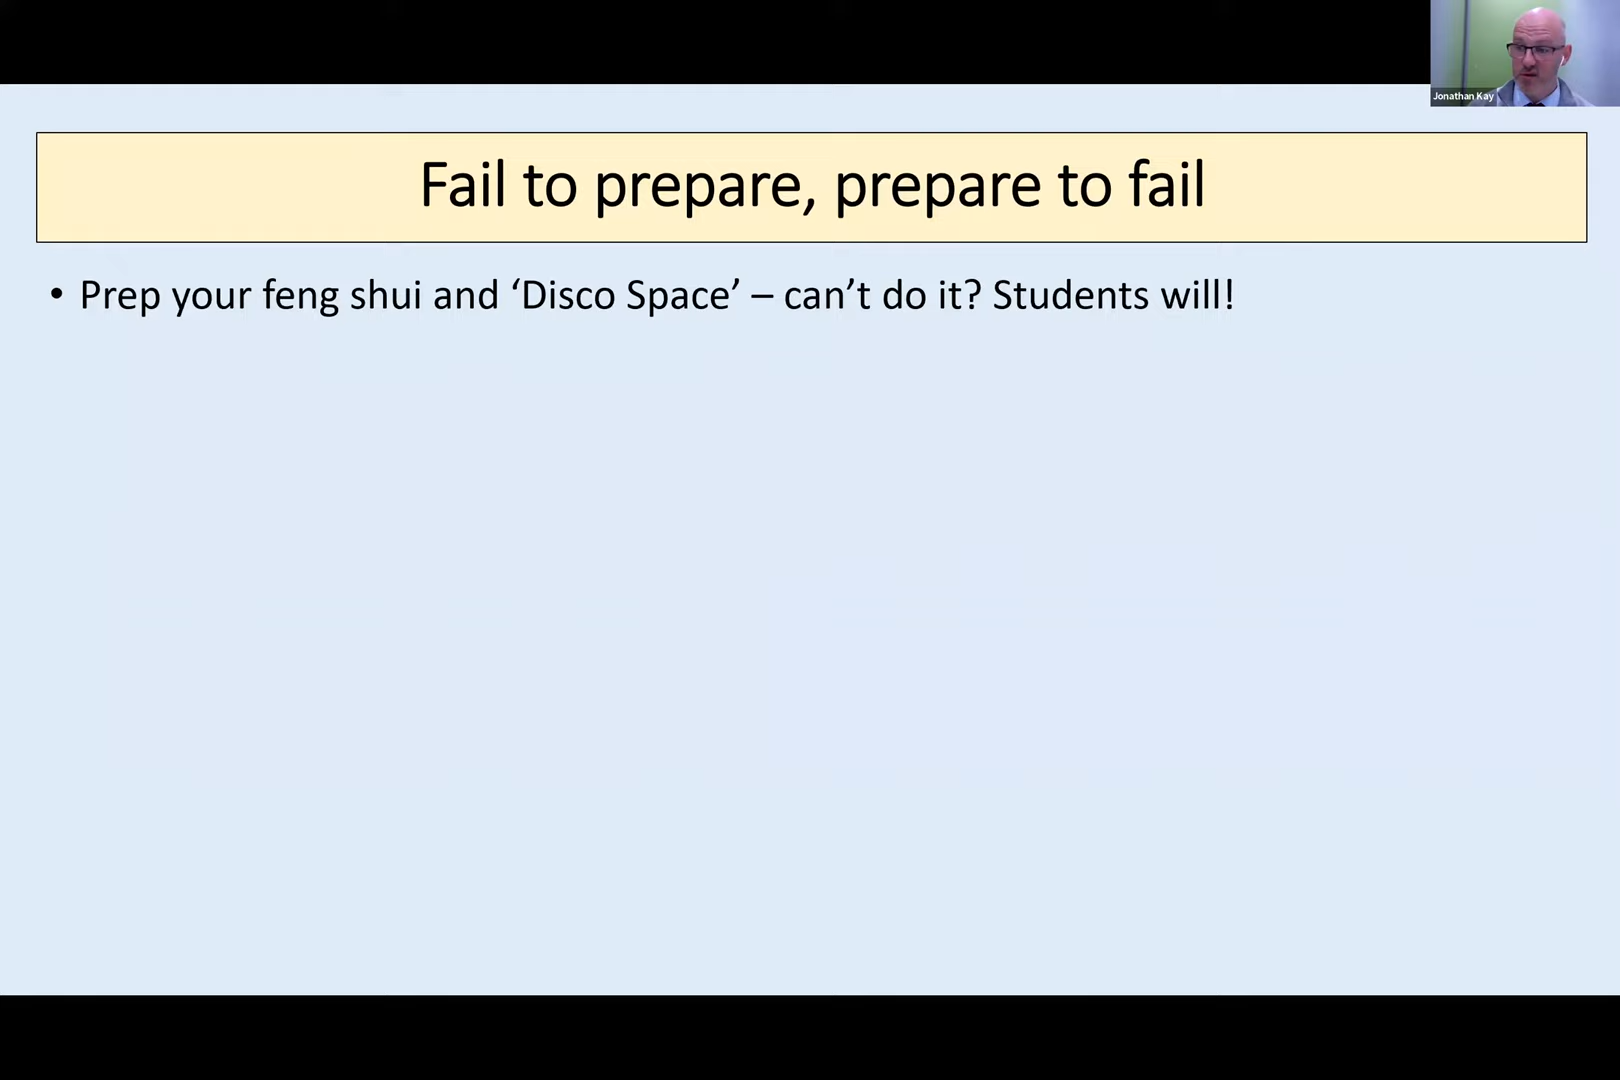 Jonathan Kay
Fail to prepare, prepare to fail
• Prep your feng shui and ‘Disco Space’ – can’t do it? Students will!